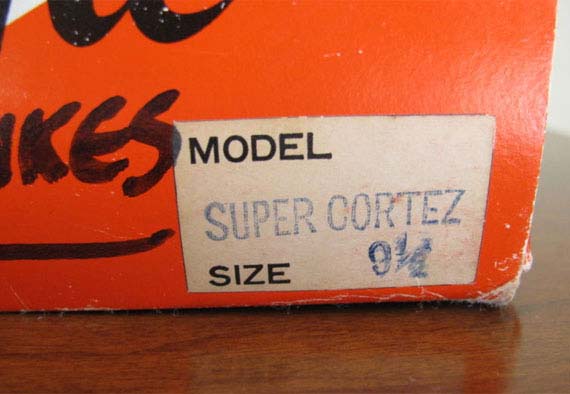 MODEL
SUPER CORTEZ
SIZE 9½